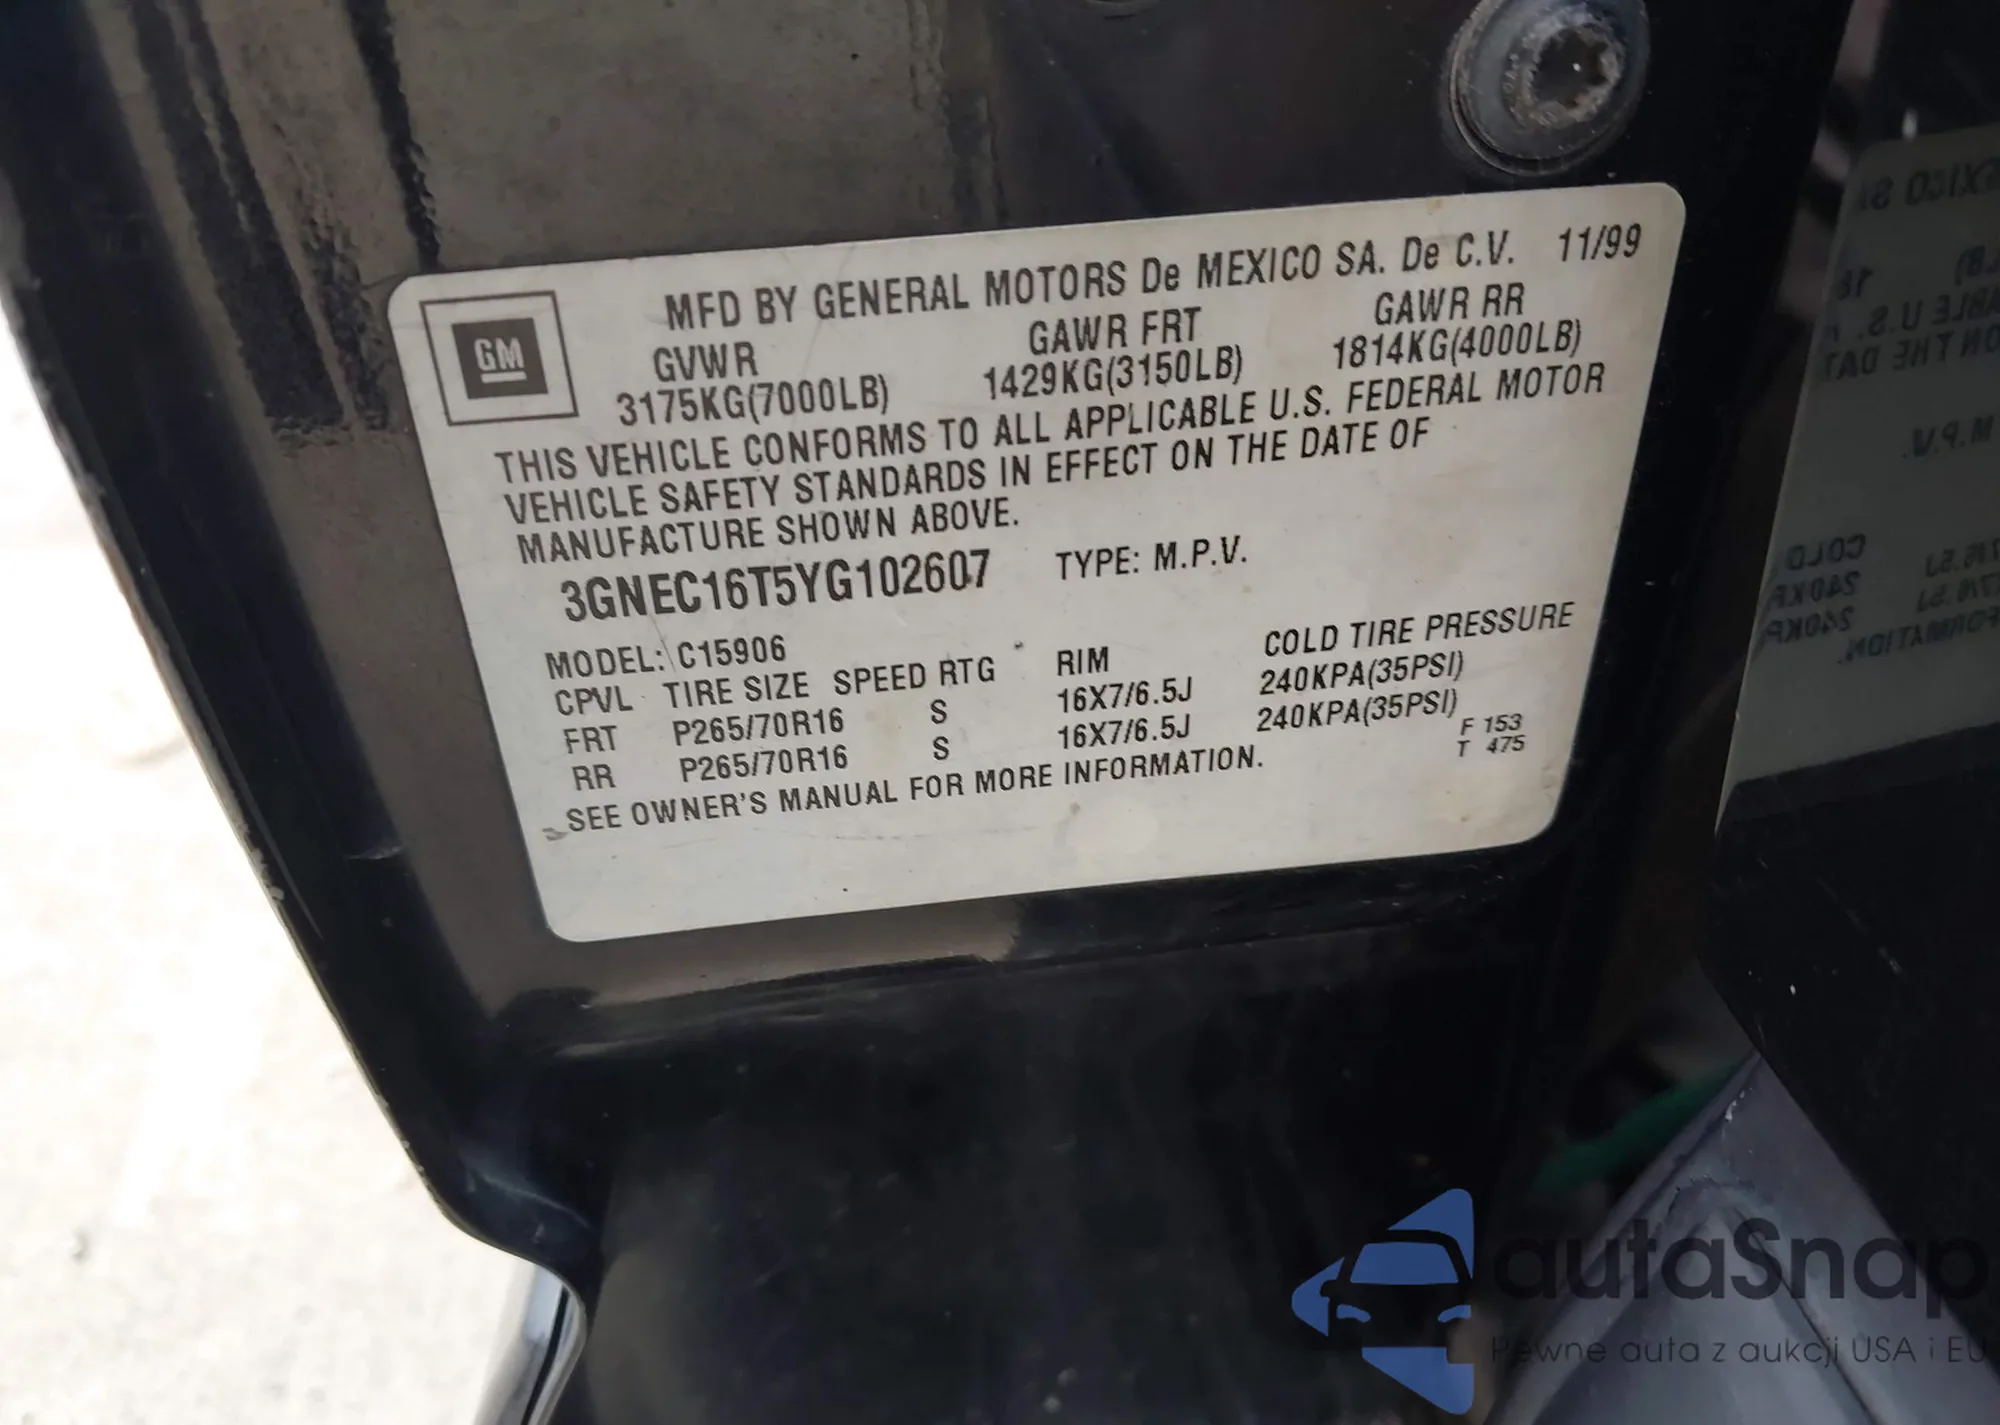 MFD BY GENERAL MOTORS De MEXICO SA. De C.V. 11/99
GM
GVWR GAWR FRT GAWR RR
3175KG(7000LB) 1429KG(3150LB) 1814KG(4000LB)
THIS VEHICLE CONFORMS TO ALL APPLICABLE U.S. FEDERAL MOTOR
VEHICLE SAFETY STANDARDS IN EFFECT ON THE DATE OF
MANUFACTURE SHOWN ABOVE.
3GNEC16T5YG102607 TYPE: M.P.V.
MODEL: C15906
CPVL TIRE SIZE SPEED RTG RIM COLD TIRE PRESSURE
FRT P265/70R16 S 16X7/6.5J 240KPA(35PSI)
RR P265/70R16 S 16X7/6.5J 240KPA(35PSI)
F 153
T 475
SEE OWNER'S MANUAL FOR MORE INFORMATION.
autaSnap
Pewne auta z aukcji USA i EU